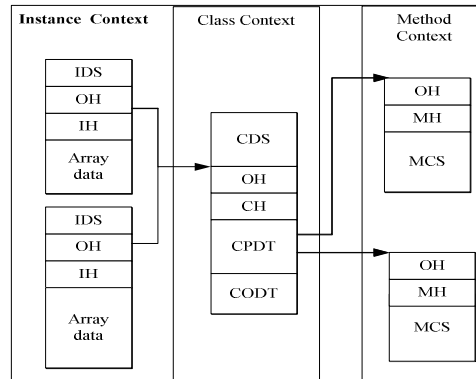 Instance Context
IDS
OH
IH
Array
data
IDS
OH
IH
Array
data
Class Context
CDS
OH
CH
CPDT
CODT
Method
Context
OH
MH
MCS
OH
MH
MCS